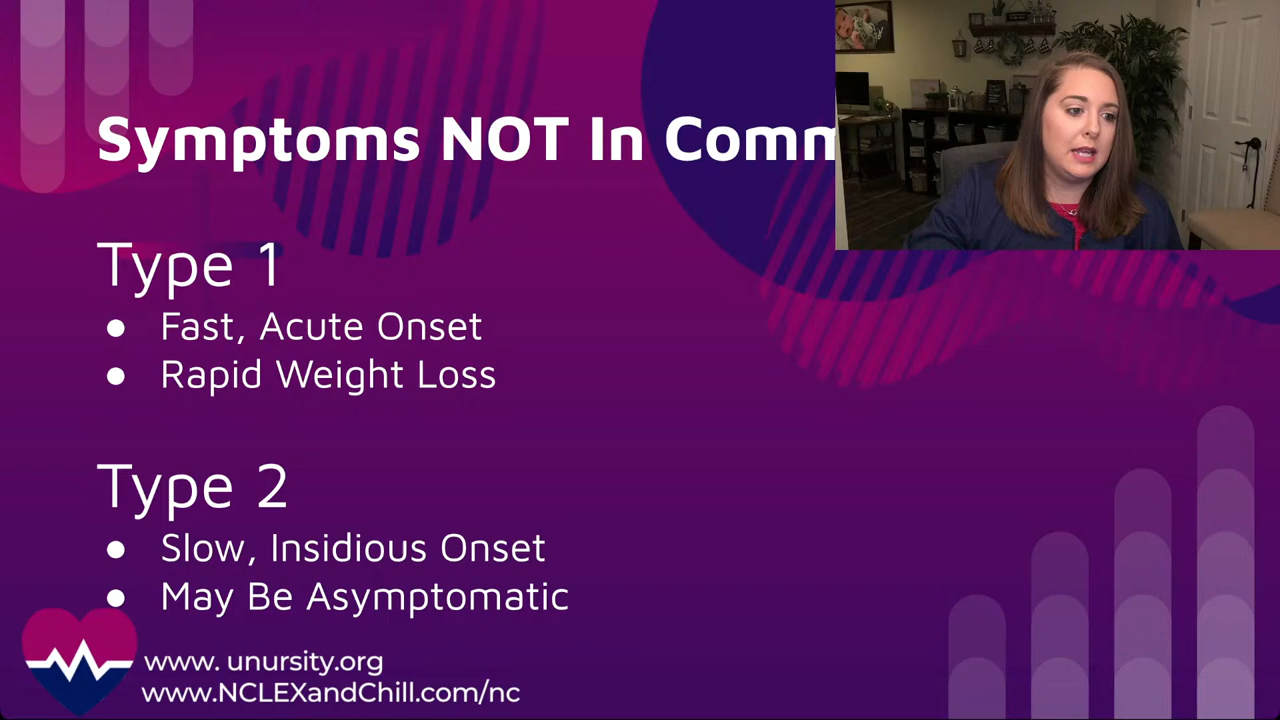 Symptoms NOT In Comm
Type 1
● Fast, Acute Onset
● Rapid Weight Loss
Type 2
● Slow, Insidious Onset
● May Be Asymptomatic
www. unursity.org
www.NCLEXandChill.com/nc